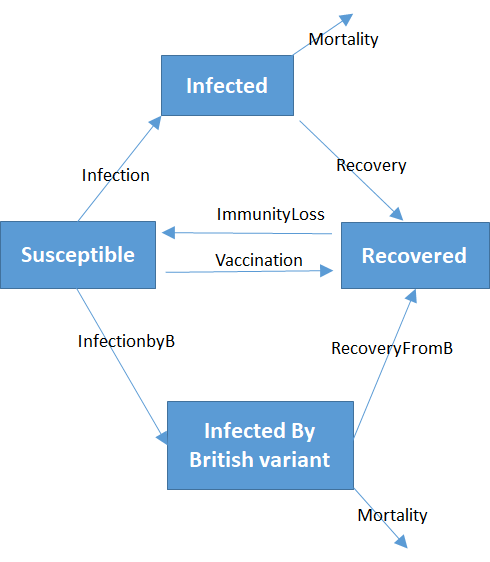 Mortality
Infected
Infection
Recovery
ImmunityLoss
Susceptible
Recovered
Vaccination
InfectionbyB
RecoveryFromB
Infected By
British variant
Mortality